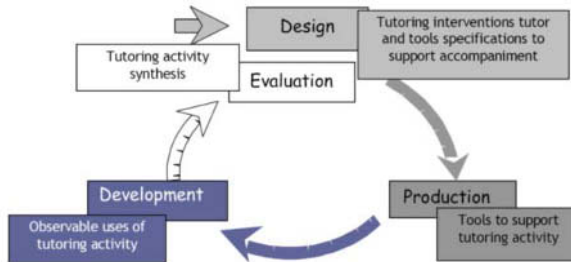 Design
Tutoring interventions tutor
and tools specifications to
support accompaniment
Tutoring activity
synthesis
Evaluation
Development
Observable uses of
tutoring activity
Production
Tools to support
tutoring activity